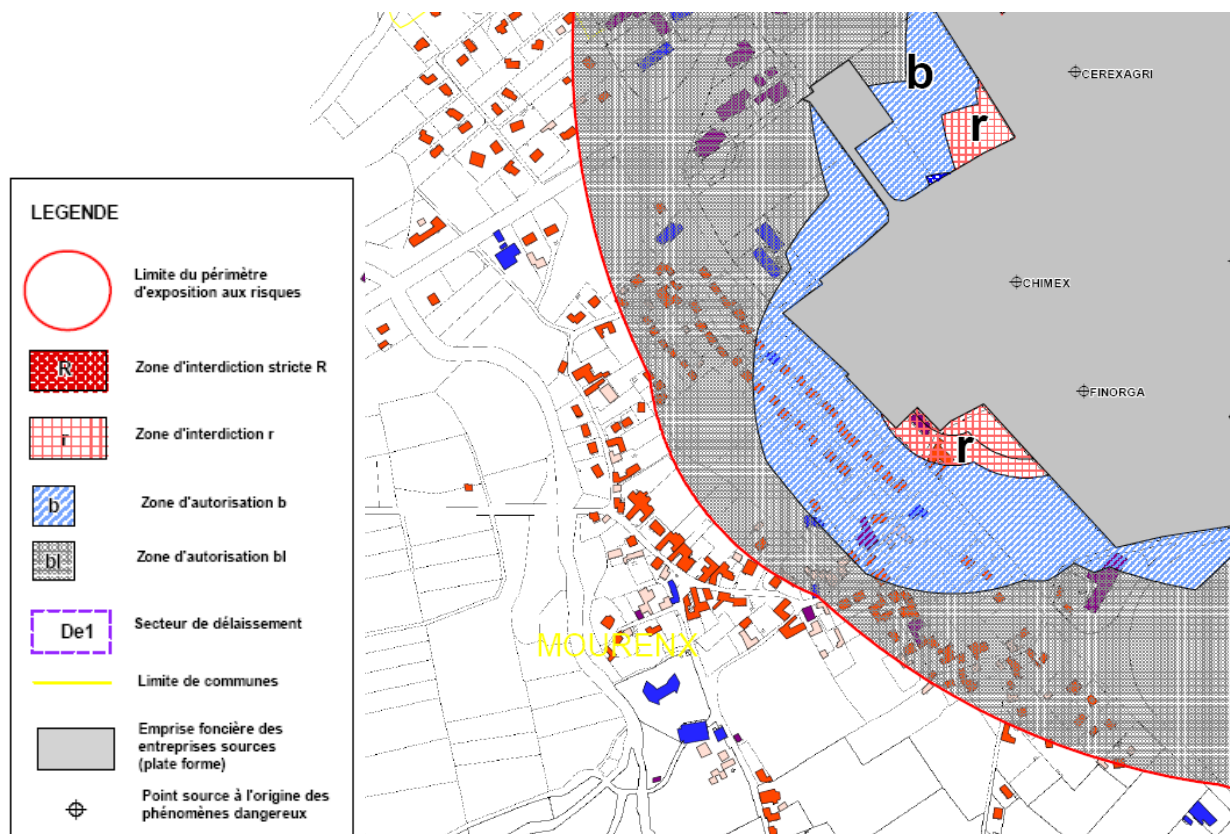 LEGENDE
Limite du périmètre
d'exposition aux risques
R
Zone d'interdiction stricte R
r
Zone d'interdiction r
b
Zone d'autorisation b
bl
Zone d'autorisation bl
De1
Secteur de délaissement
Limite de communes
Emprise foncière des
entreprises sources
(plate forme)
Point source à l'origine des
phénomènes dangereux
b
CEREXAGRI
r
CHIMEX
FINORGA
r
MOURENX